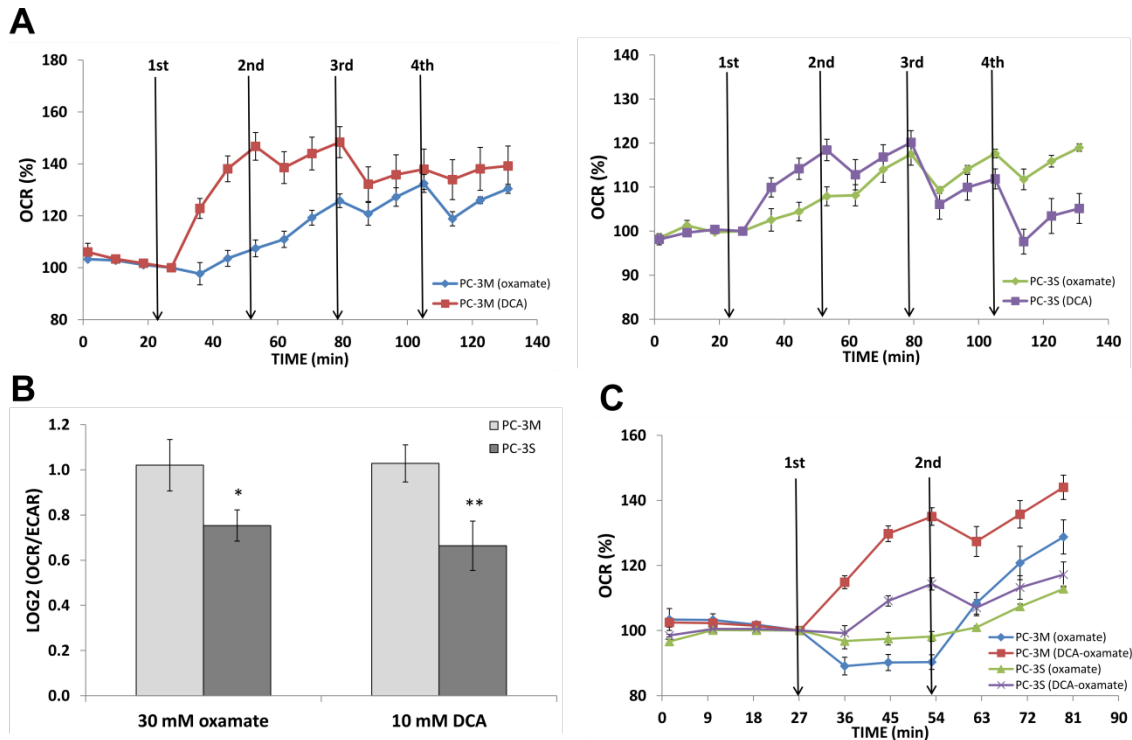 A
180
160
140
120
100
80
OCR (%)
1st
2nd
3rd
4th
PC-3M (oxamate)
PC-3M (DCA)
0
20
40
60
80
100
120
140
TIME (min)
140
130
120
110
100
90
80
OCR (%)
1st
2nd
3rd
4th
PC-3S (oxamate)
PC-3S (DCA)
0
20
40
60
80
100
120
140
TIME (min)
B
1.2
1.0
0.8
0.6
0.4
0.2
0.0
LOG2 (OCR/ECAR)
PC-3M
PC-3S
*
**
30 mM oxamate
10 mM DCA
C
160
140
120
100
80
OCR (%)
1st
2nd
PC-3M (oxamate)
PC-3M (DCA-oxamate)
PC-3S (oxamate)
PC-3S (DCA-oxamate)
0
9
18
27
36
45
54
63
72
81
90
TIME (min)